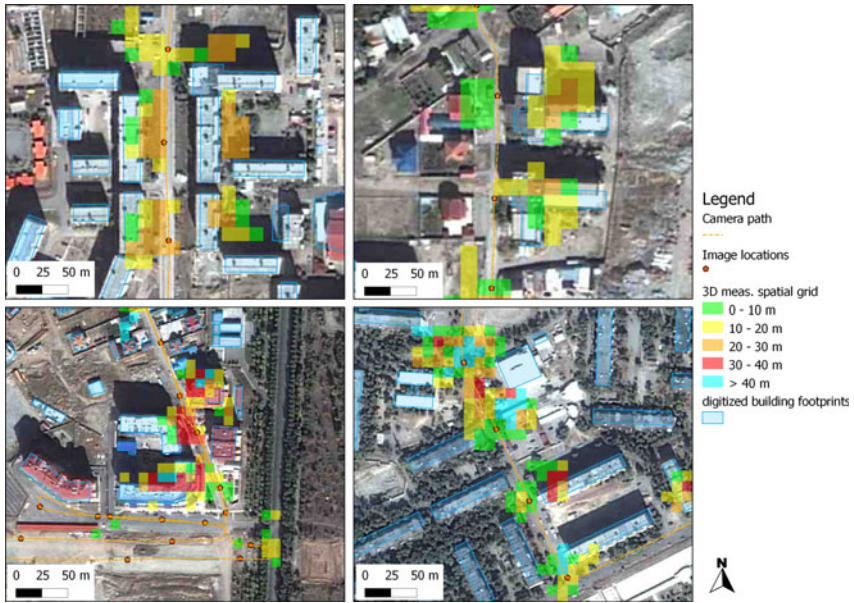 0 25 50 m
0 25 50 m
Legend
Camera path
Image locations
3D meas. spatial grid
0 - 10 m
10 - 20 m
20 - 30 m
30 - 40 m
> 40 m
digitized building footprints
0 25 50 m
0 25 50 m
N